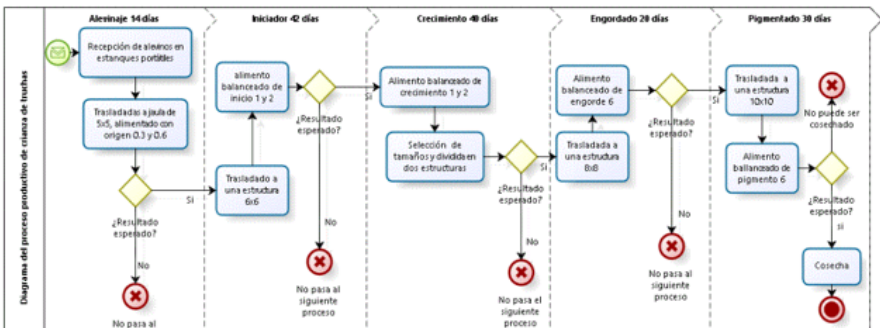 Diagrama del proceso productivo de crianza de truchas
Alevinaje 14 días
Recepción de alevinos en
estanques portátiles
Trasladadas a jaula de
5x5, alimentado con
origen 0.3 y 0.6
¿Resultado
esperado?
Si
No
No pasa al
Iniciador 42 días
alimento
balanceado de
inicio 1 y 2
Trasladado a
una estructura
6x6
¿Resultado
esperado?
Si
No
No pasa al
siguiente
proceso
Crecimiento 40 días
Alimento balanceado de
crecimiento 1 y 2
Selección de
tamaños y dividida en
dos estructuras
¿Resultado
esperado?
Si
No
No pasa el
siguiente
proceso
Engordado 20 días
Alimento
balanceado de
engorde 6
Trasladada a
una estructura
8x8
¿Resultado
esperado?
Si
No
No pasa al
siguiente
proceso
Pigmentado 30 días
Trasladada a
una estructura
10x10
Alimento
ballanceado de
pigmento 6
No puede ser
cosechado
¿Resultado
esperado?
si
Cosecha